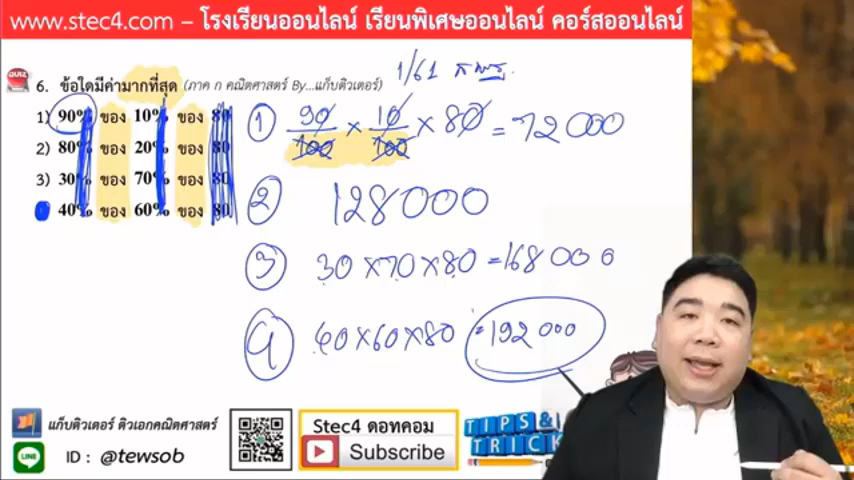 www.stec4.com – โรงเรียนออนไลน์ เรียนพิเศษออนไลน์ คอร์สออนไลน์
1/61 ก.พ.
QUIZ
6. ข้อใดมีค่ามากที่สุด (ภาค ก คณิตศาสตร์ By...แก็บติวเตอร์)
1) 90% ของ 10% ของ 80
2) 80% ของ 20% ของ 80
3) 30% ของ 70% ของ 80
40% ของ 60% ของ 80
① 90/100 × 10/100 × 80 = 72000
② 128000
③ 30×70×80 = 168000
④ 40×60×80 = 192000
แก็บติวเตอร์ ติวเอกคณิตศาสตร์
LINE ID : @tewsob
Stec4 ดอทคอม
Subscribe
TIPS &
TRICK